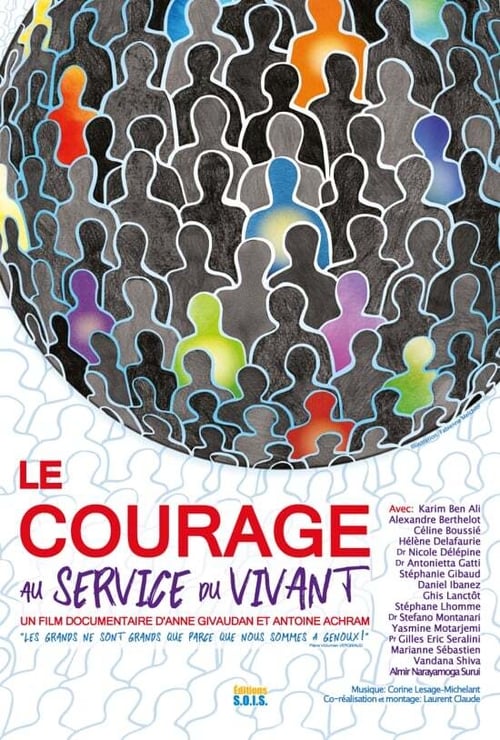 LE
COURAGE
AU SERVICE DU VIVANT
UN FILM DOCUMENTAIRE D'ANNE GIVAUDAN ET ANTOINE ACHRAM
"LES GRANDS NE SONT GRANDS QUE PARCE QUE NOUS SOMMES A GENOUX!"
Avec: Karim Ben Ali
Alexandre Berthelot
Céline Boussié
Hélène Delafaurie
Dr Nicole Délépine
Dr Antonietta Gatti
Stéphanie Gibaud
Daniel Ibanez
Ghis Lanctôt
Stéphane Lhomme
Dr Stefano Montanari
Yasmine Motarjemi
Pr Gilles Eric Seralini
Marianne Sébastien
Vandana Shiva
Almir Narayamoga Surui
Éditions
S.O.I.S.
Musique: Corine Lesage-Michelant
Co-réalisation et montage: Laurent Claude